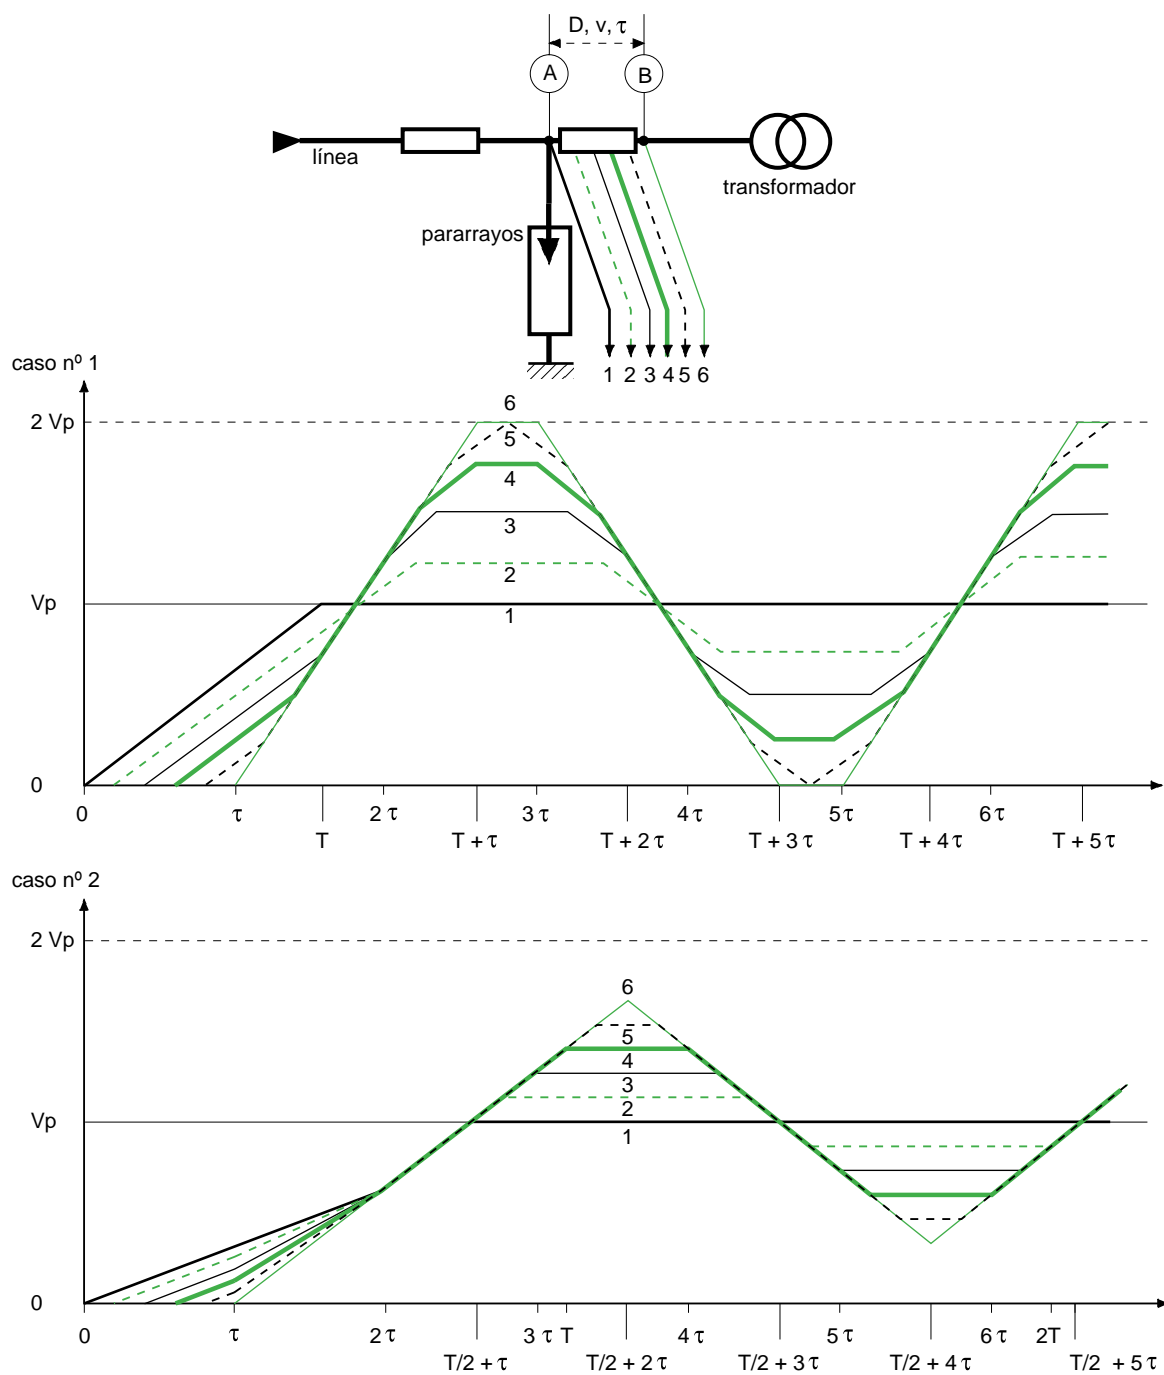 D, v, τ
A B
línea
transformador
pararrayos
1 2 3 4 5 6
caso nº 1
2 Vp
6
5
4
3
2
Vp
1
0
0 τ 2 τ 3 τ 4 τ 5 τ 6 τ
T T + τ T + 2 τ T + 3 τ T + 4 τ T + 5 τ
caso nº 2
2 Vp
6
5
4
3
2
Vp
1
0
0 τ 2 τ 3 τ T 4 τ 5 τ 6 τ 2T
T/2 + τ T/2 + 2 τ T/2 + 3 τ T/2 + 4 τ T/2 + 5 τ